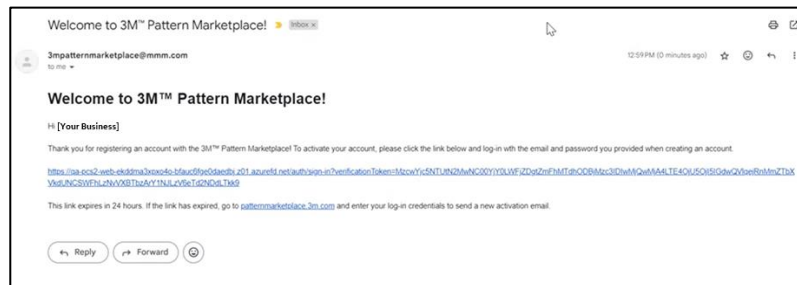 Welcome to 3M™ Pattern Marketplace! Inbox x
3mpatternmarketplace@mmm.com 12:59 PM (0 minutes ago)
to me
Welcome to 3M™ Pattern Marketplace!
Hi [Your Business]
Thank you for registering an account with the 3M™ Pattern Marketplace! To activate your account, please click the link below and log-in wth the email and password you provided when creating an account.
This link expires in 24 hours. If the link has expired, go to patternmarketplace.3m.com and enter your log-in credentials to send a new activation email.
Reply Forward